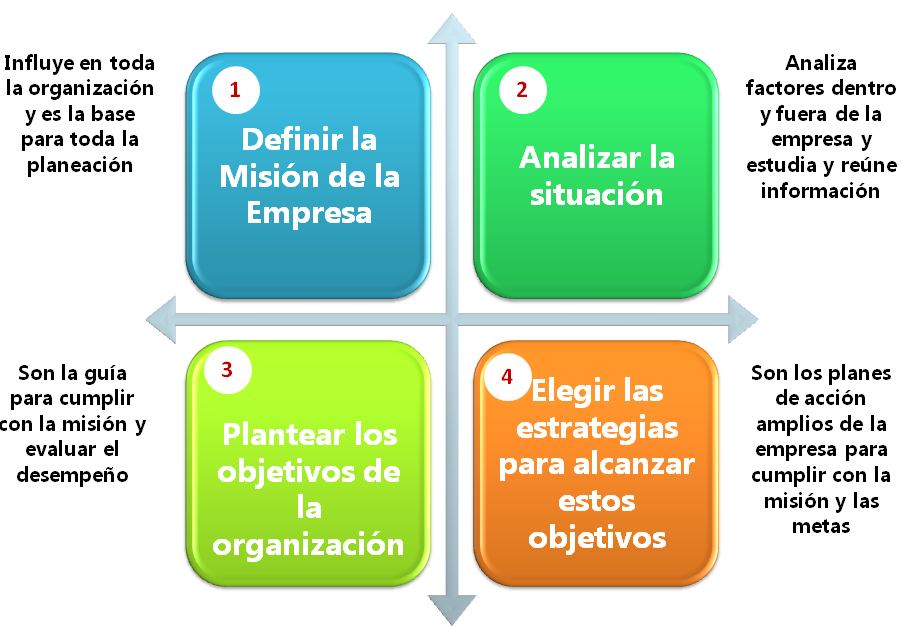 Influye en toda
la organización
y es la base
para toda la
planeación
1
Definir la
Misión de la
Empresa
2
Analizar la
situación
Analiza
factores dentro
y fuera de la
empresa y
estudia y reúne
información
Son la guía
para cumplir
con la misión y
evaluar el
desempeño
3
Plantear los
objetivos de
la
organización
4
Elegir las
estrategias
para alcanzar
estos
objetivos
Son los planes
de acción
amplios de la
empresa para
cumplir con la
misión y las
metas